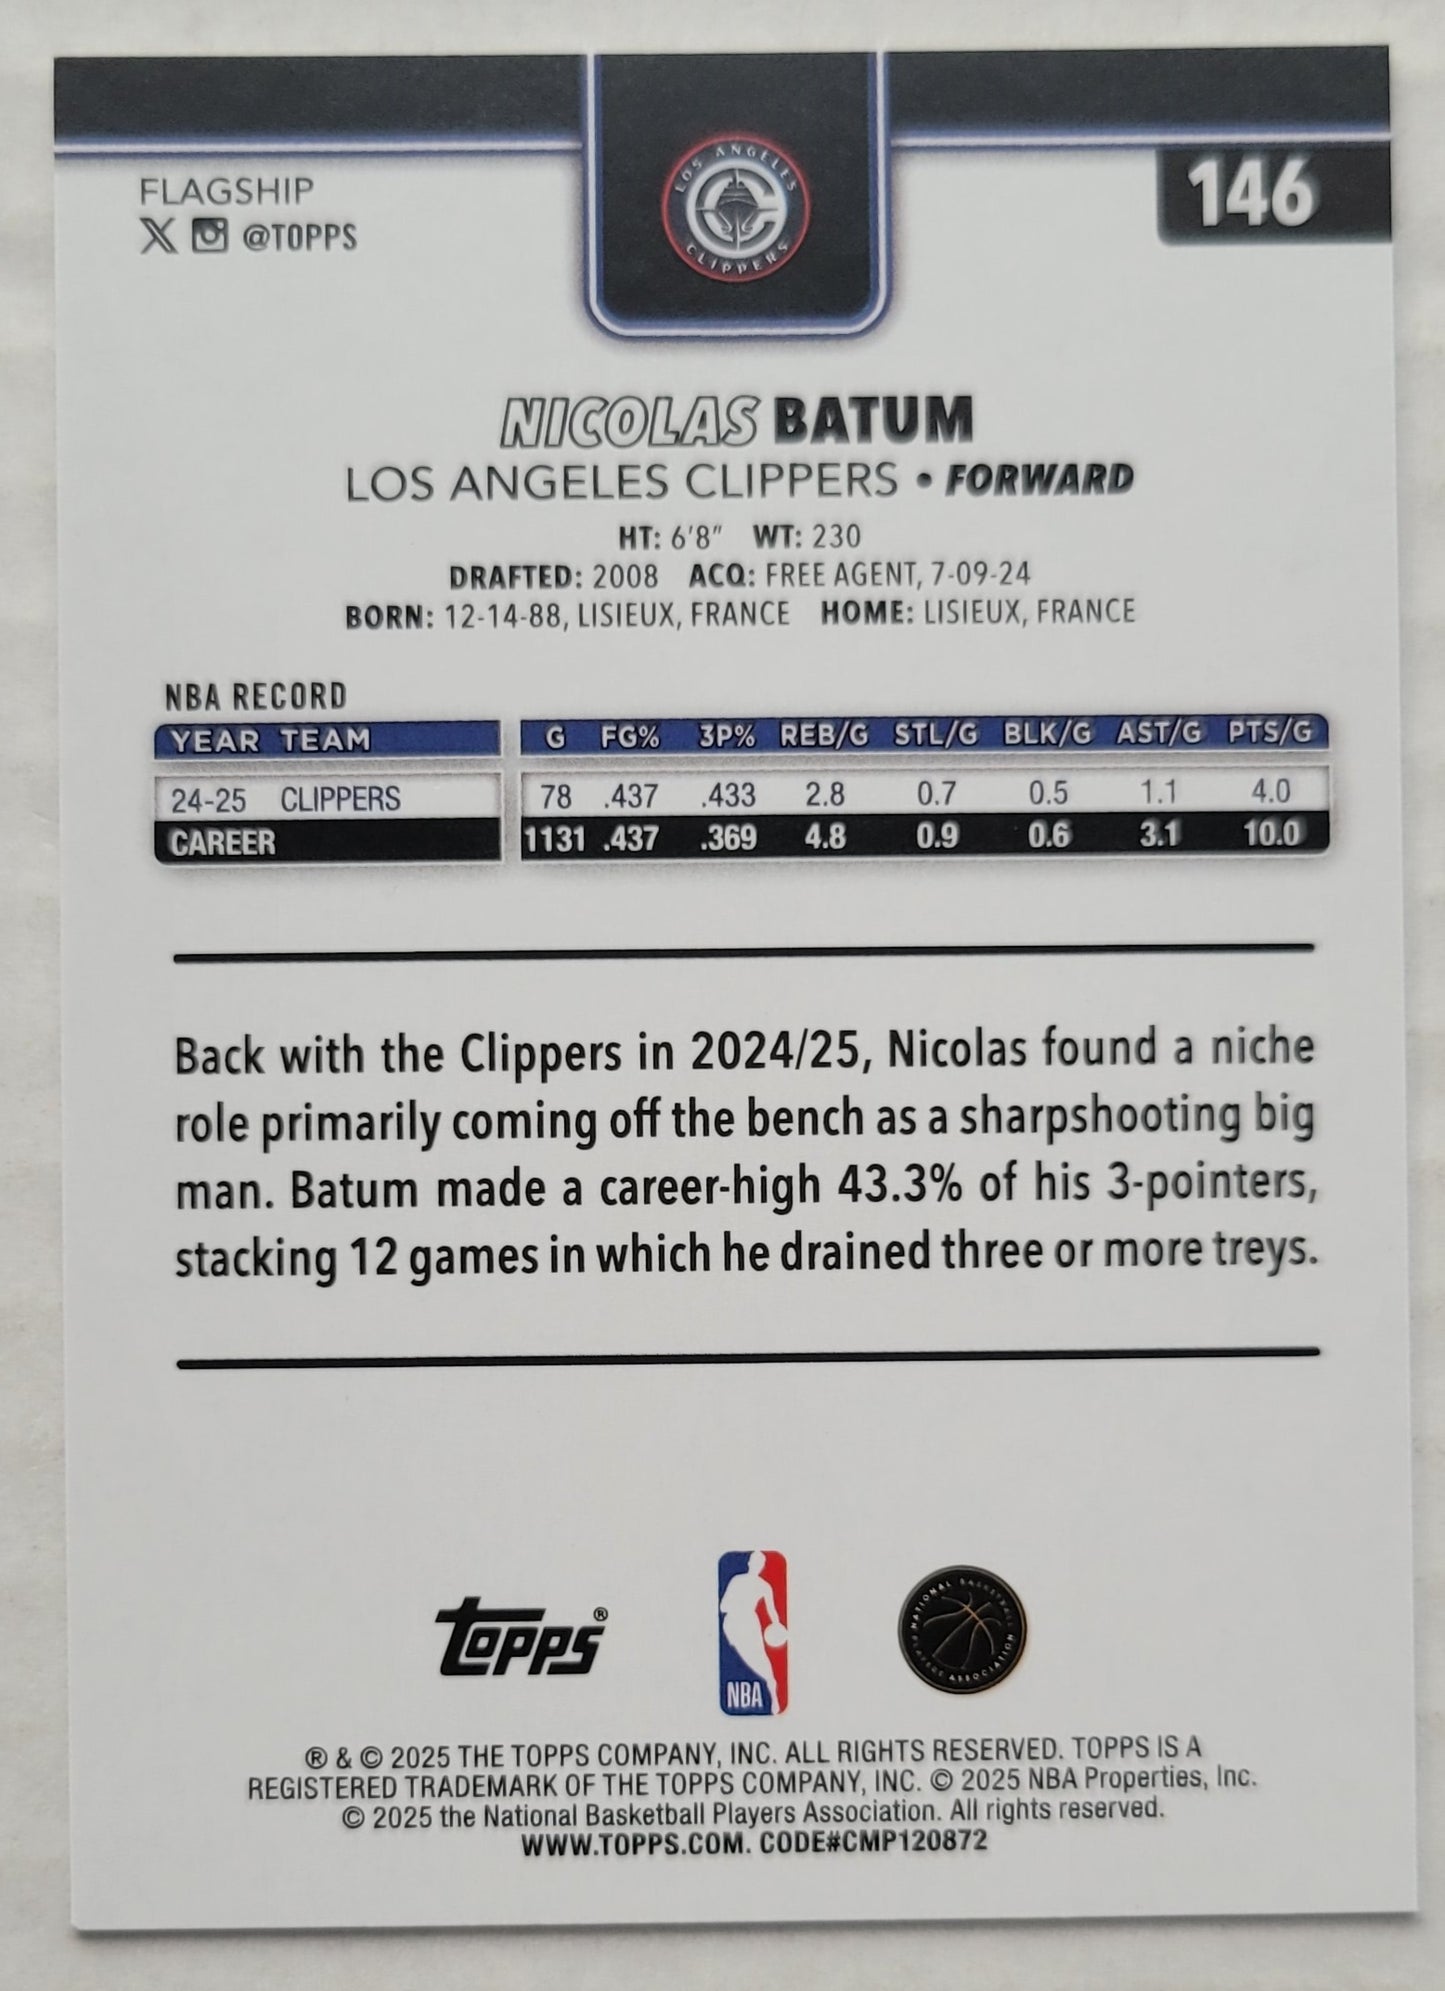 FLAGSHIP
@TOPPS
LOS ANGELES
CLIPPERS
146
NICOLAS BATUM
LOS ANGELES CLIPPERS • FORWARD
HT: 6'8" WT: 230
DRAFTED: 2008 ACQ: FREE AGENT, 7-09-24
BORN: 12-14-88, LISIEUX, FRANCE HOME: LISIEUX, FRANCE
NBA RECORD
YEAR TEAM G FG% 3P% REB/G STL/G BLK/G AST/G PTS/G
24-25 CLIPPERS 78 .437 .433 2.8 0.7 0.5 1.1 4.0
CAREER 1131 .437 .369 4.8 0.9 0.6 3.1 10.0
Back with the Clippers in 2024/25, Nicolas found a niche
role primarily coming off the bench as a sharpshooting big
man. Batum made a career-high 43.3% of his 3-pointers,
stacking 12 games in which he drained three or more treys.
Topps®
NBA
NATIONAL BASKETBALL
PLAYERS ASSOCIATION
® & © 2025 THE TOPPS COMPANY, INC. ALL RIGHTS RESERVED. TOPPS IS A
REGISTERED TRADEMARK OF THE TOPPS COMPANY, INC. © 2025 NBA Properties, Inc.
© 2025 the National Basketball Players Association. All rights reserved.
WWW.TOPPS.COM. CODE#CMP120872